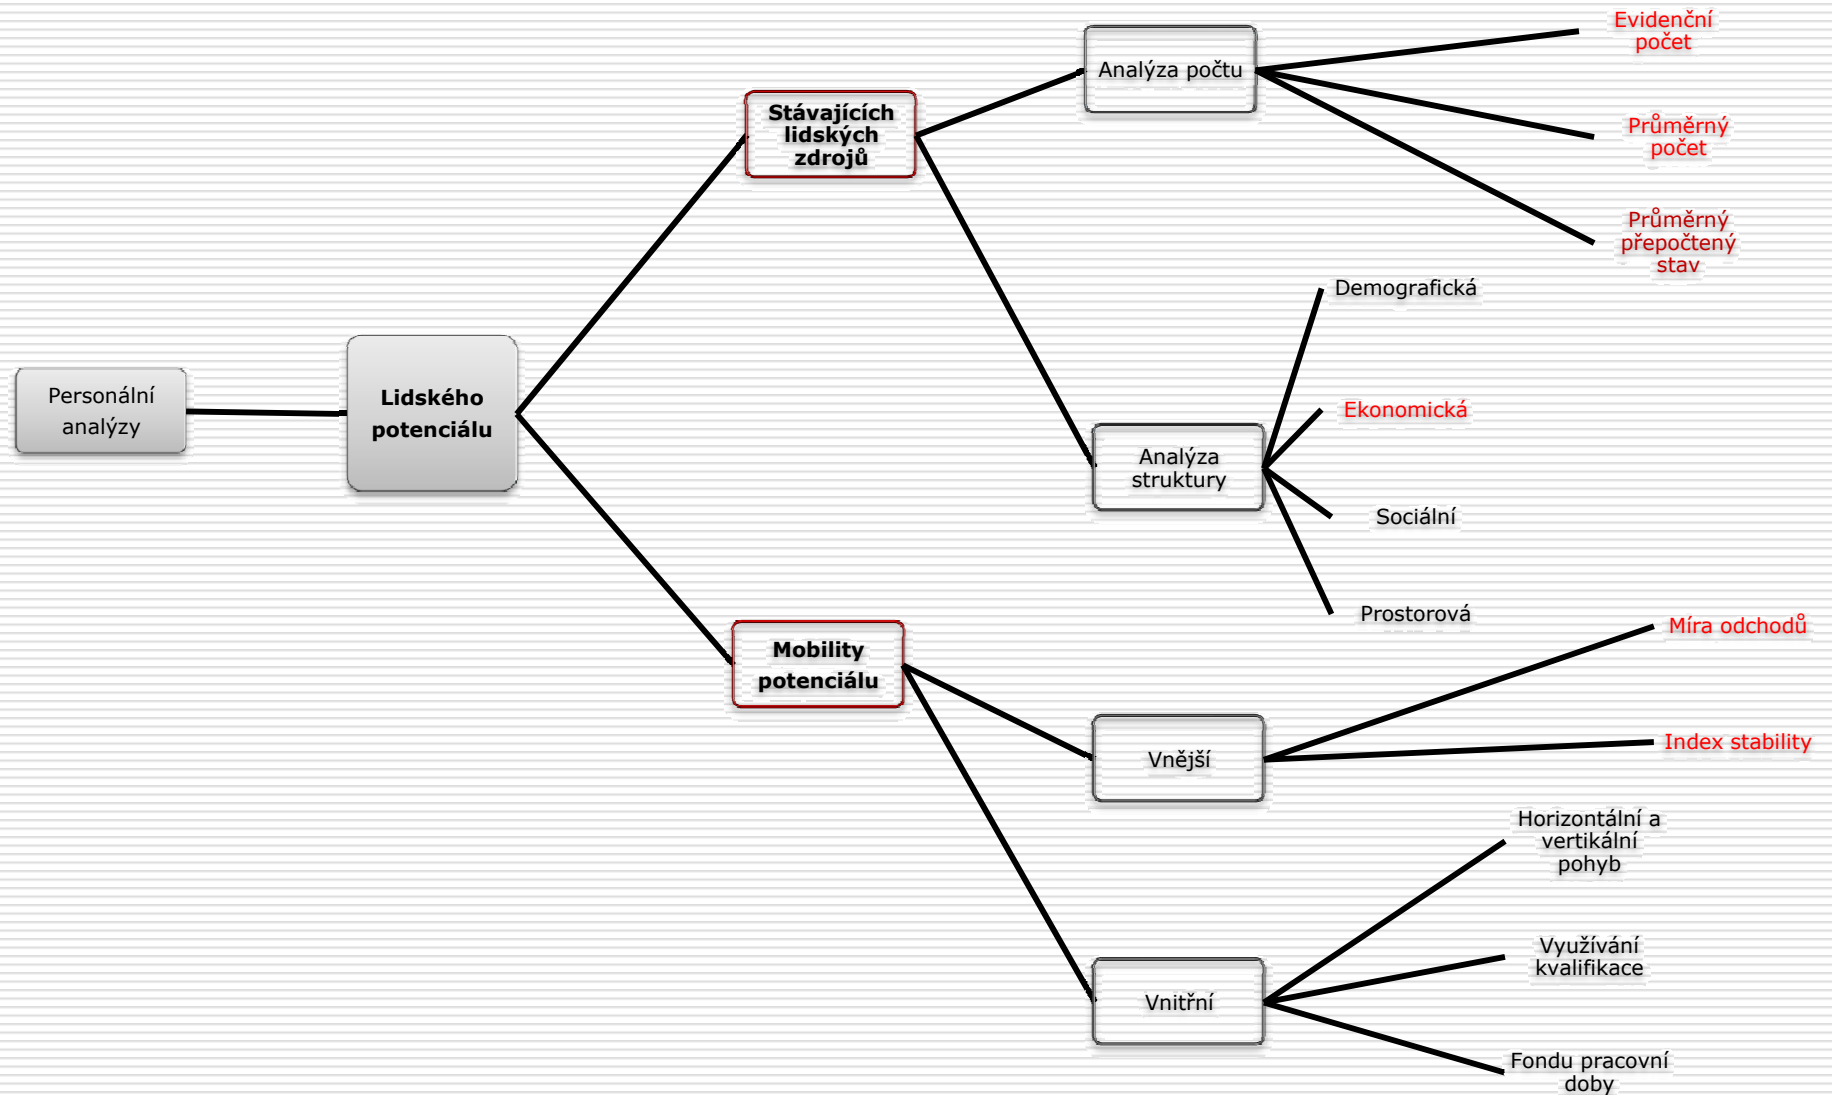 Personální
analýzy
Lidského
potenciálu
Stávajících
lidských
zdrojů
Analýza počtu
Evidenční
počet
Průměrný
počet
Průměrný
přepočtený
stav
Analýza
struktury
Demografická
Ekonomická
Sociální
Prostorová
Mobility
potenciálu
Vnější
Míra odchodů
Index stability
Vnitřní
Horizontální a
vertikální
pohyb
Využívání
kvalifikace
Fondu pracovní
doby